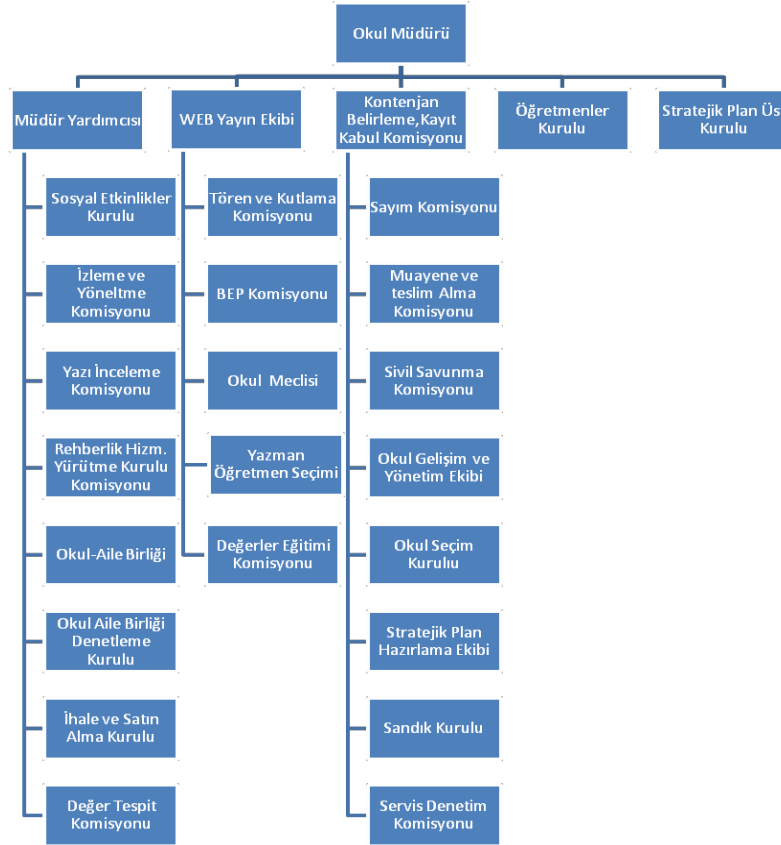 Okul Müdürü
Müdür Yardımcısı
WEB Yayın Ekibi
Kontenjan
Belirleme,Kayıt
Kabul Komisyonu
Öğretmenler
Kurulu
Stratejik Plan Üs
Kurulu
Sosyal Etkinlikler
Kurulu
İzleme ve
Yöneltme
Komisyonu
Yazı İnceleme
Komisyonu
Rehberlik Hizm.
Yürütme Kurulu
Komisyonu
Okul-Aile Birliği
Okul Aile Birliği
Denetleme
Kurulu
İhale ve Satın
Alma Kurulu
Değer Tespit
Komisyonu
Tören ve Kutlama
Komisyonu
BEP Komisyonu
Okul Meclisi
Yazman
Öğretmen Seçimi
Değerler Eğitimi
Komisyonu
Sayım Komisyonu
Muayene ve
teslim Alma
Komisyonu
Sivil Savunma
Komisyonu
Okul Gelişim ve
Yönetim Ekibi
Okul Seçim
Kurulıu
Stratejik Plan
Hazırlama Ekibi
Sandık Kurulu
Servis Denetim
Komisyonu